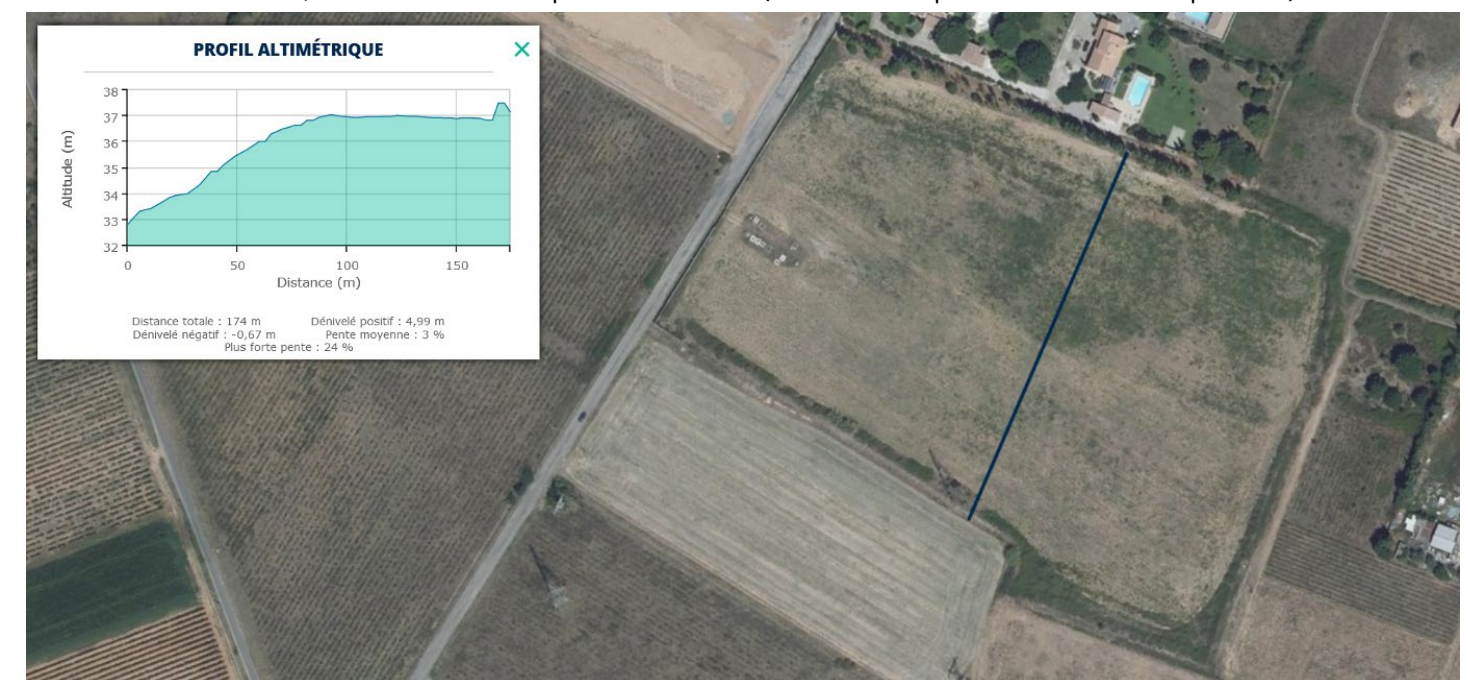 PROFIL ALTIMÉTRIQUE
38
37
36
35
34
33
32
Altitude (m)
0 50 100 150
Distance (m)
Distance totale : 174 m Dénivelé positif : 4,99 m
Dénivelé négatif : -0,67 m Pente moyenne : 3 %
Plus forte pente : 24 %